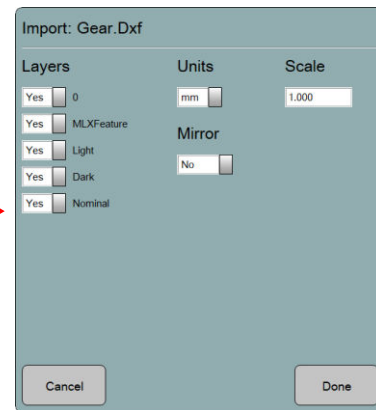 Import: Gear.Dxf
Layers Units Scale
Yes 0 mm 1.000
Yes MLXFeature
Mirror
Yes Light
No
Yes Dark
Yes Nominal
Cancel Done